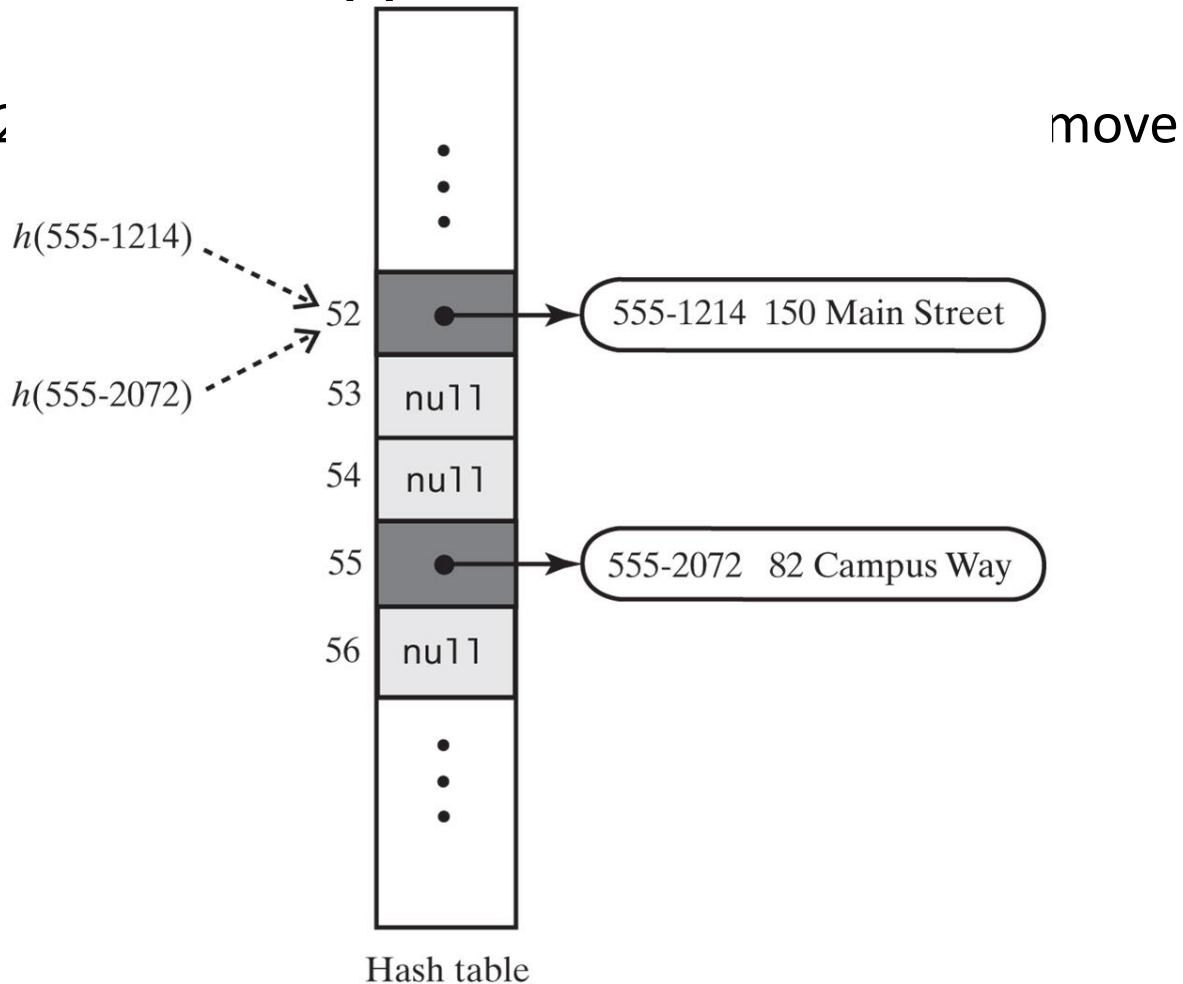 move
h(555-1214)
52
555-1214 150 Main Street
h(555-2072)
53
null
54
null
55
555-2072 82 Campus Way
56
null
Hash table